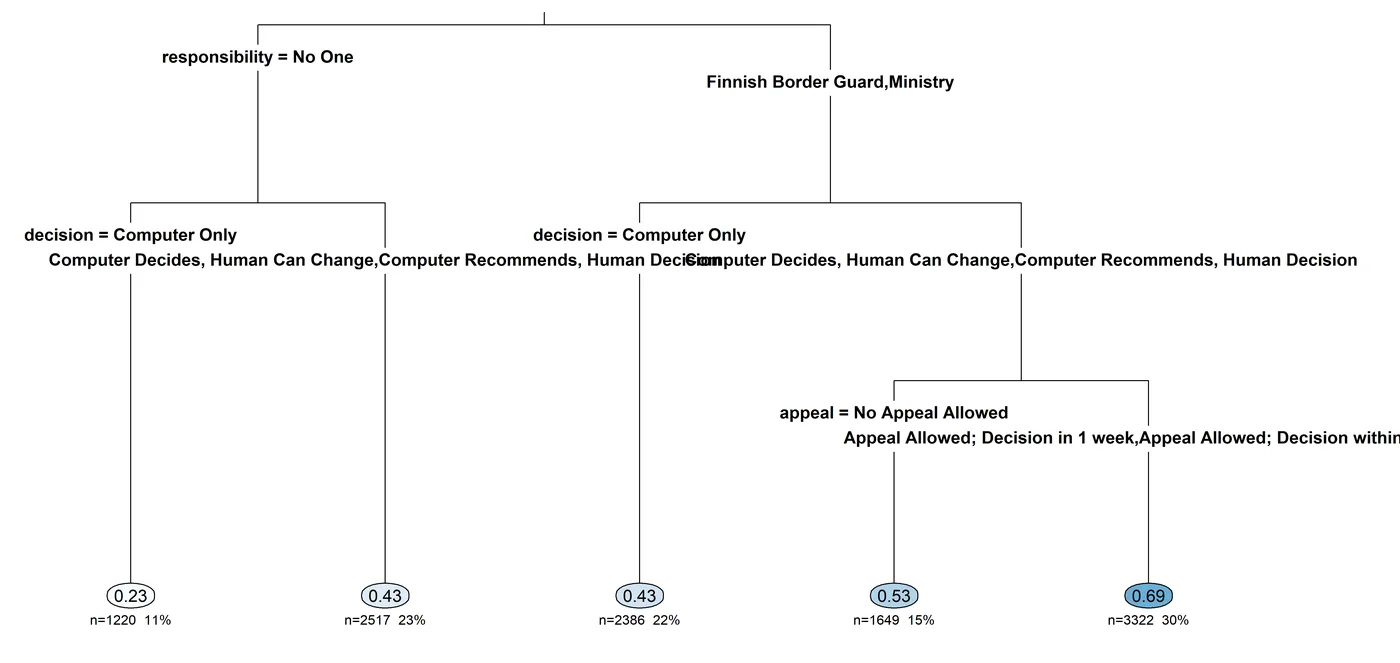 responsibility = No One
Finnish Border Guard,Ministry
decision = Computer Only
decision = Computer Only
Computer Decides, Human Can Change,Computer Recommends, Human Decision
Computer Decides, Human Can Change,Computer Recommends, Human Decision
appeal = No Appeal Allowed
Appeal Allowed; Decision in 1 week,Appeal Allowed; Decision within
0.23
0.43
0.43
0.53
0.69
n=1220 11%
n=2517 23%
n=2386 22%
n=1649 15%
n=3322 30%